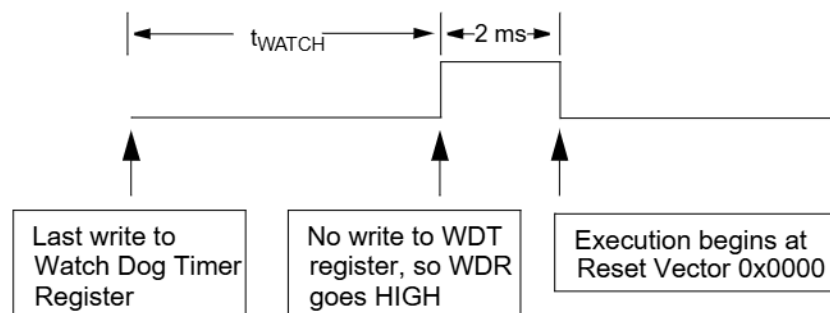 tWATCH
2 ms
Last write to
Watch Dog Timer
Register
No write to WDT
register, so WDR
goes HIGH
Execution begins at
Reset Vector 0x0000